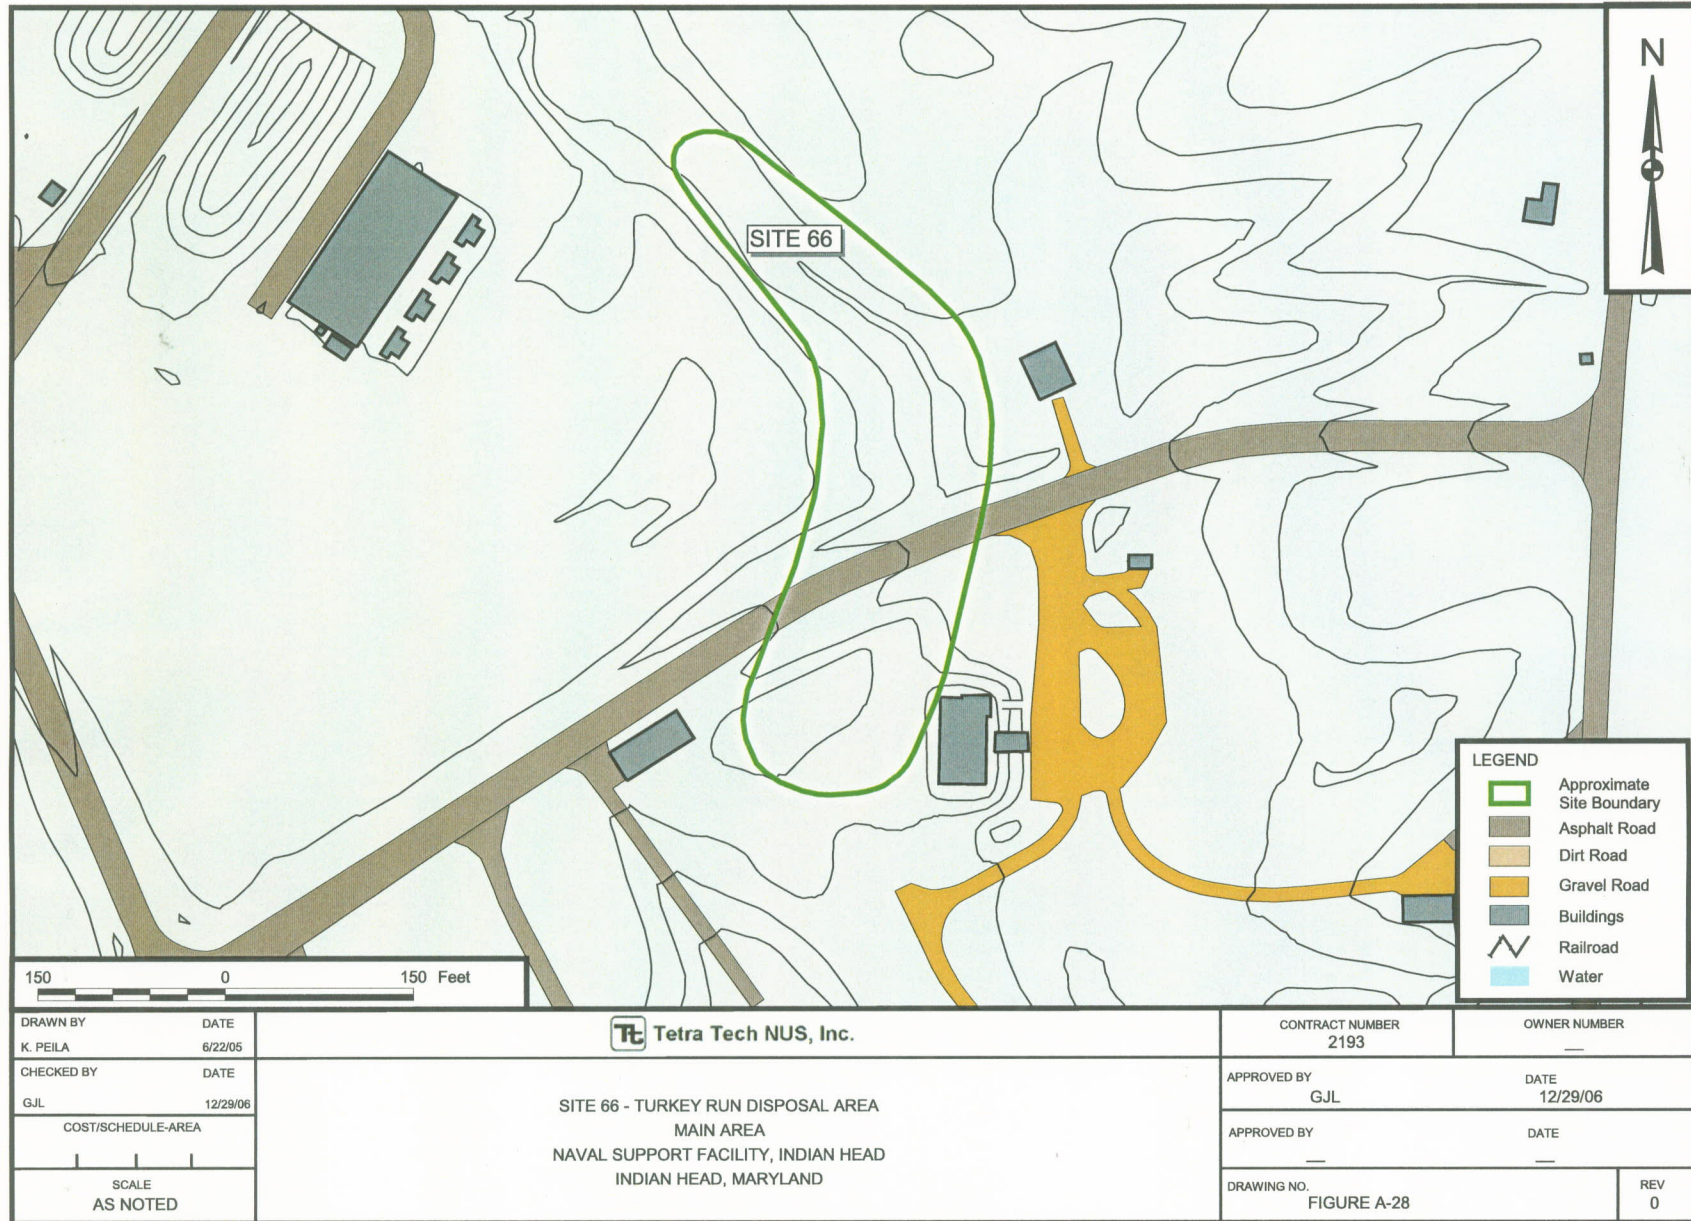 N
SITE 66
LEGEND
Approximate
Site Boundary
Asphalt Road
Dirt Road
Gravel Road
Buildings
Railroad
Water
150 0 150 Feet
DRAWN BY DATE
K. PEILA 6/22/05
CHECKED BY DATE
GJL 12/29/06
COST/SCHEDULE-AREA
SCALE
AS NOTED
Tt Tetra Tech NUS, Inc.
SITE 66 - TURKEY RUN DISPOSAL AREA
MAIN AREA
NAVAL SUPPORT FACILITY, INDIAN HEAD
INDIAN HEAD, MARYLAND
CONTRACT NUMBER
2193
OWNER NUMBER
—
APPROVED BY DATE
GJL 12/29/06
APPROVED BY DATE
— —
DRAWING NO.
FIGURE A-28
REV
0